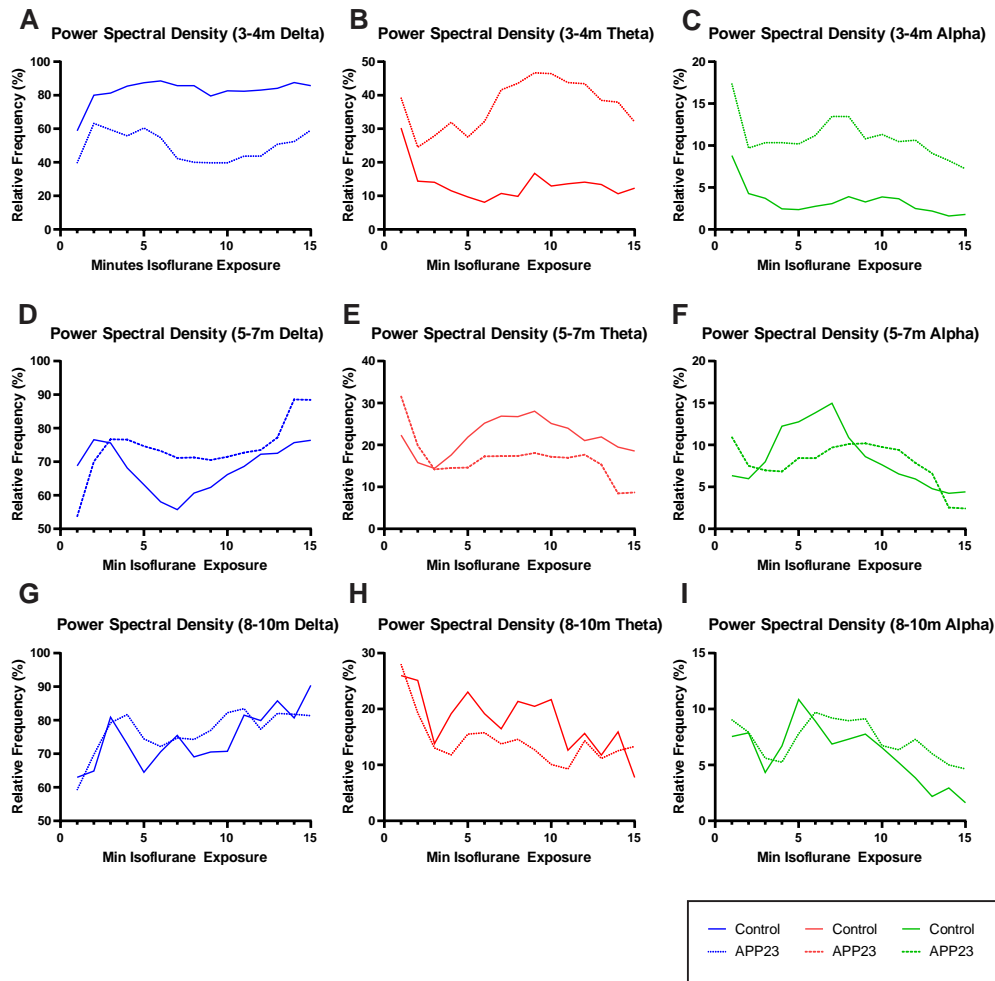 A
Power Spectral Density (3-4m Delta)
Relative Frequency (%)
100
80
60
40
20
0
0 5 10 15
Minutes Isoflurane Exposure
B
Power Spectral Density (3-4m Theta)
Relative Frequency (%)
50
40
30
20
10
0
0 5 10 15
Min Isoflurane Exposure
C
Power Spectral Density (3-4m Alpha)
Relative Frequency (%)
20
15
10
5
0
0 5 10 15
Min Isoflurane Exposure
D
Power Spectral Density (5-7m Delta)
Relative Frequency (%)
100
90
80
70
60
50
0 5 10 15
Min Isoflurane Exposure
E
Power Spectral Density (5-7m Theta)
Relative Frequency (%)
40
30
20
10
0
0 5 10 15
Min Isoflurane Exposure
F
Power Spectral Density (5-7m Alpha)
Relative Frequency (%)
20
15
10
5
0
0 5 10 15
Min Isoflurane Exposure
G
Power Spectral Density (8-10m Delta)
Relative Frequency (%)
100
90
80
70
60
50
0 5 10 15
Min Isoflurane Exposure
H
Power Spectral Density (8-10m Theta)
Relative Frequency (%)
30
20
10
0
0 5 10 15
Min Isoflurane Exposure
I
Power Spectral Density (8-10m Alpha)
Relative Frequency (%)
15
10
5
0
0 5 10 15
Min Isoflurane Exposure
Control Control Control
APP23 APP23 APP23